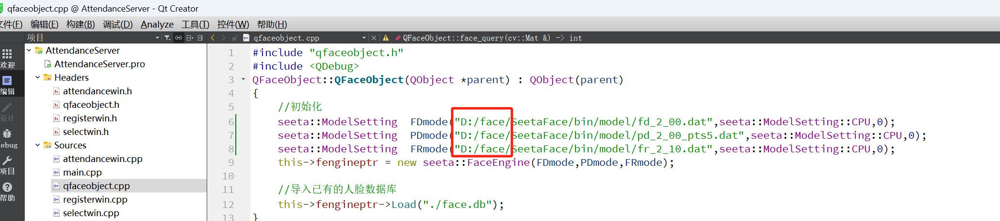 qfaceobject.cpp @ AttendanceServer - Qt Creator
文件(F) 编辑(E) 构建(B) 调试(D) Analyze 工具(T) 控件(W) 帮助(H)
项目
qfaceobject.cpp
QFaceObject::face_query(cv::Mat &) -> int
欢迎
编辑
设计
ebug
项目
帮助
AttendanceServer
AttendanceServer.pro
Headers
attendancewin.h
qfaceobject.h
registerwin.h
selectwin.h
Sources
attendancewin.cpp
main.cpp
qfaceobject.cpp
registerwin.cpp
selectwin.cpp
1 #include "qfaceobject.h"
2 #include <QDebug>
3 QFaceObject::QFaceObject(QObject *parent) : QObject(parent)
4 {
5 //初始化
6 seeta::ModelSetting FDmode("D:/face/SeetaFace/bin/model/fd_2_00.dat",seeta::ModelSetting::CPU,0);
7 seeta::ModelSetting PDmode("D:/face/SeetaFace/bin/model/pd_2_00_pts5.dat",seeta::ModelSetting::CPU,0);
8 seeta::ModelSetting FRmode("D:/face/SeetaFace/bin/model/fr_2_10.dat",seeta::ModelSetting::CPU,0);
9 this->fengineptr = new seeta::FaceEngine(FDmode,PDmode,FRmode);
10
11 //导入已有的人脸数据库
12 this->fengineptr->Load("./face.db");
13 }